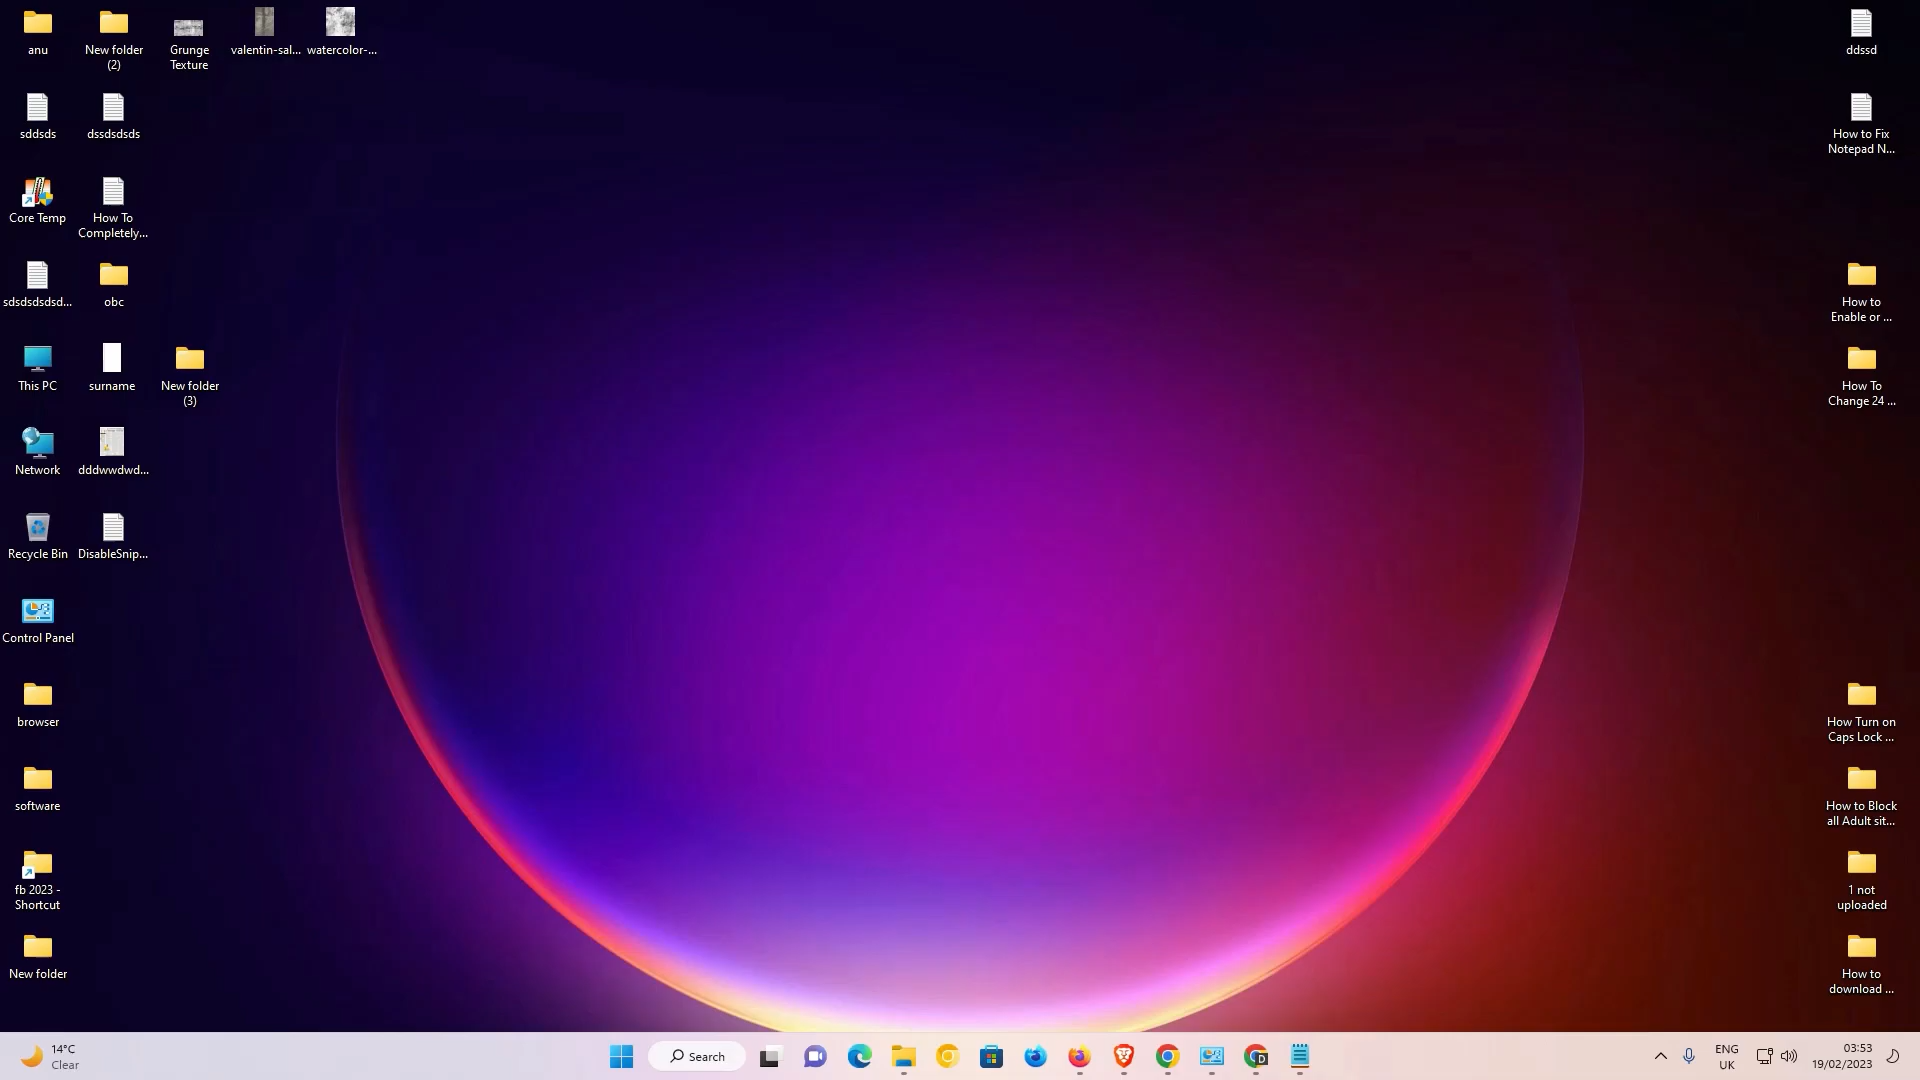 anu
New folder
(2)
Grunge
Texture
valentin-sal...
watercolor-...
ddssd
sddsds
dssdsdsds
How to Fix
Notepad N...
Core Temp
How To
Completely...
sdsdsdsdsd...
obc
How to
Enable or ...
This PC
surname
New folder
(3)
How To
Change 24 ...
Network
dddwwdwd...
Recycle Bin
DisableSnip...
Control Panel
browser
How Turn on
Caps Lock ...
software
How to Block
all Adult sit...
fb 2023 -
Shortcut
1 not
uploaded
New folder
How to
download ...
14°C
Clear
Search
D
ENG
UK
03:53
19/02/2023